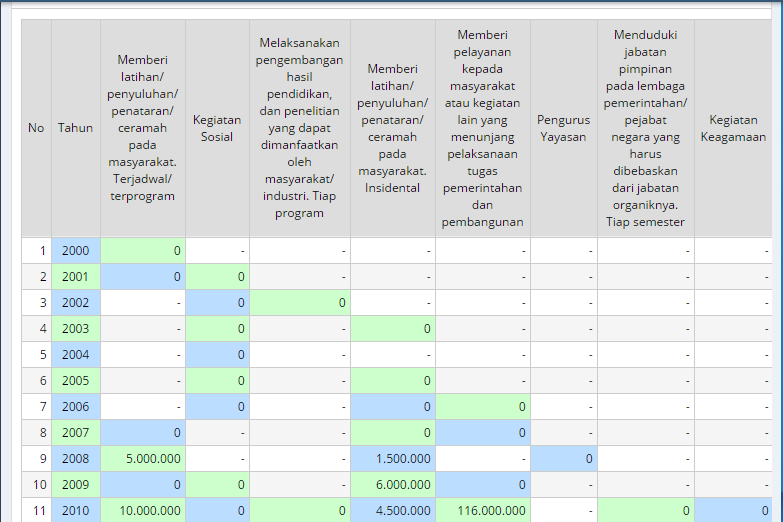 No Tahun Memberi latihan/ penyuluhan/ penataran/ ceramah pada masyarakat. Terjadwal/ terprogram Kegiatan Sosial Melaksanakan pengembangan hasil pendidikan, dan penelitian yang dapat dimanfaatkan oleh masyarakat/ industri. Tiap program Memberi latihan/ penyuluhan/ penataran/ ceramah pada masyarakat. Insidental Memberi pelayanan kepada masyarakat atau kegiatan lain yang menunjang pelaksanaan tugas pemerintahan dan pembangunan Pengurus Yayasan Menduduki jabatan pimpinan pada lembaga pemerintahan/ pejabat negara yang harus dibebaskan dari jabatan organiknya. Tiap semester Kegiatan Keagamaan
1 2000 0 - - - - - - -
2 2001 0 0 - - - - - -
3 2002 - 0 0 - - - - -
4 2003 - 0 - 0 - - - -
5 2004 - 0 - - - - - -
6 2005 - 0 - 0 - - - -
7 2006 - 0 - 0 0 - - -
8 2007 0 - - 0 0 - - -
9 2008 5.000.000 - - 1.500.000 - 0 - -
10 2009 0 0 - 6.000.000 0 - - -
11 2010 10.000.000 0 0 4.500.000 116.000.000 - 0 0